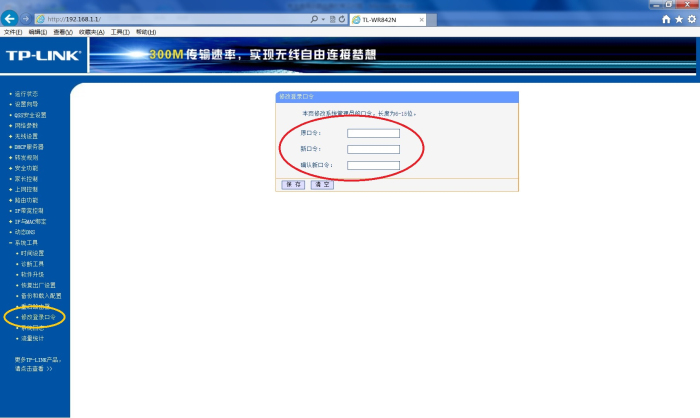 http://192.168.1.1/
TL-WR842N
文件(F) 编辑(E) 查看(V) 收藏夹(A) 工具(T) 帮助(H)
TP-LINK
300M传输速率，实现无线自由连接梦想
运行状态
设置向导
QSS安全设置
网络参数
无线设置
DHCP服务器
转发规则
安全功能
家长控制
上网控制
路由功能
IP带宽控制
IP与MAC绑定
动态DNS
系统工具
时间设置
诊断工具
软件升级
恢复出厂设置
备份和载入配置
重启路由器
修改登录口令
系统日志
流量统计
更多TP-LINK产品，
请点击查看 >>
修改登录口令
本页修改系统管理员的口令，长度为6-15位。
原口令：
新口令：
确认新口令：
保 存 清 空